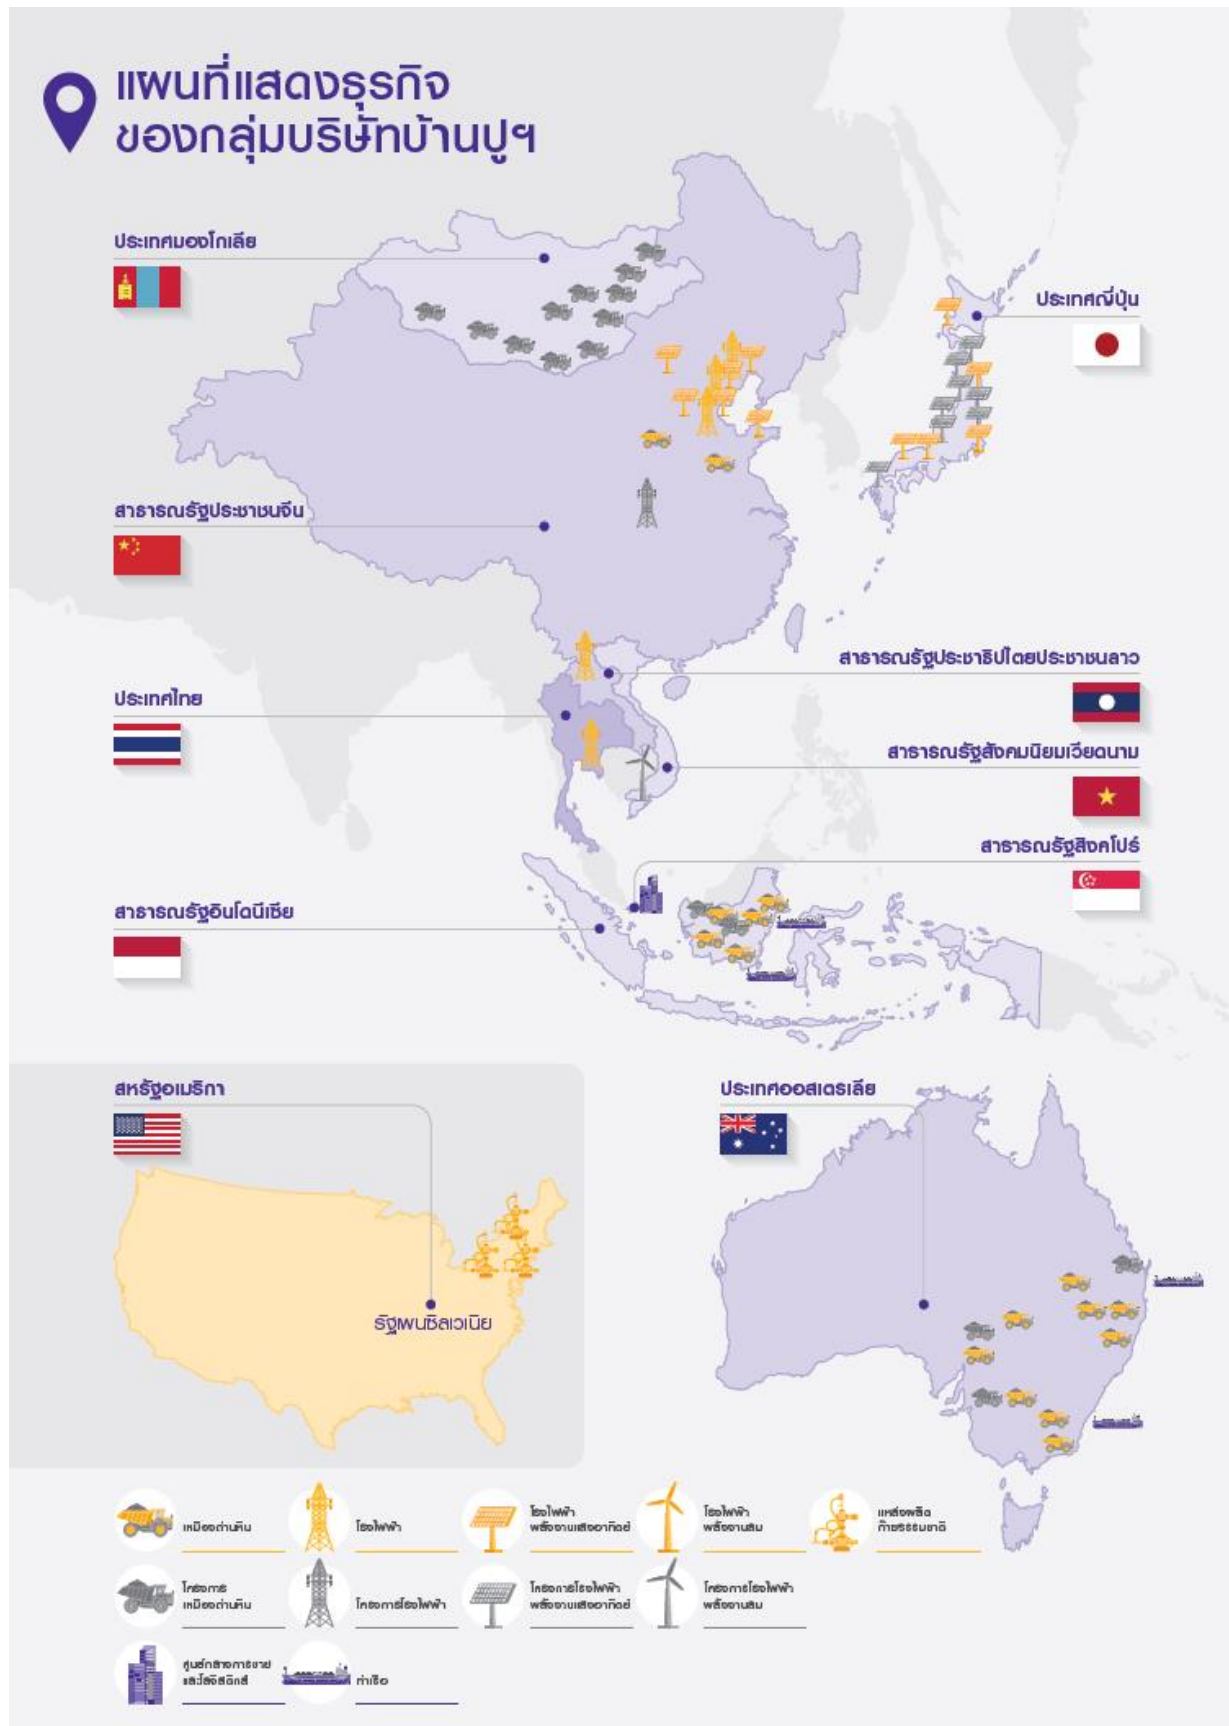 แผนที่แสดงธุรกิจ
ของกลุ่มบริษัทบ้านปูฯ
ประเทศมองโกเลีย
ประเทศญี่ปุ่น
สาธารณรัฐประชาชนจีน
สาธารณรัฐประชาธิปไตยประชาชนลาว
ประเทศไทย
สาธารณรัฐสังคมนิยมเวียดนาม
สาธารณรัฐสิงคโปร์
สาธารณรัฐอินโดนีเซีย
สหรัฐอเมริกา
ประเทศออสเตรเลีย
รัฐเพนซิลเวเนีย
เหมืองถ่านหิน
โรงไฟฟ้า
โรงไฟฟ้า
พลังงานแสงอาทิตย์
โรงไฟฟ้า
พลังงานลม
แหล่งผลิต
ก๊าซธรรมชาติ
โครงการ
เหมืองถ่านหิน
โครงการโรงไฟฟ้า
โครงการโรงไฟฟ้า
พลังงานแสงอาทิตย์
โครงการโรงไฟฟ้า
พลังงานลม
ศูนย์กลางการขาย
และโลจิสติกส์
ท่าเรือ